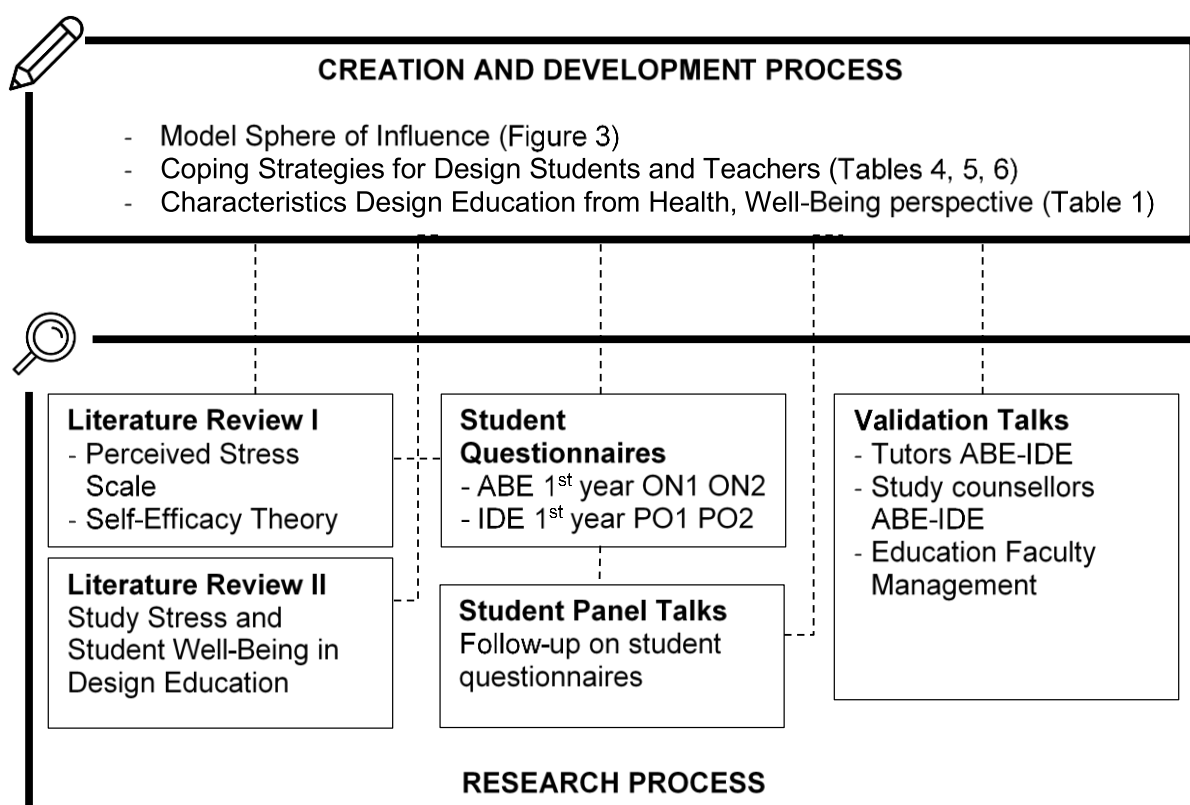 CREATION AND DEVELOPMENT PROCESS
- Model Sphere of Influence (Figure 3)
- Coping Strategies for Design Students and Teachers (Tables 4, 5, 6)
- Characteristics Design Education from Health, Well-Being perspective (Table 1)
Literature Review I
- Perceived Stress
Scale
- Self-Efficacy Theory
Literature Review II
Study Stress and
Student Well-Being in
Design Education
Student
Questionnaires
- ABE 1st year ON1 ON2
- IDE 1st year PO1 PO2
Student Panel Talks
Follow-up on student
questionnaires
Validation Talks
- Tutors ABE-IDE
- Study counsellors
ABE-IDE
- Education Faculty
Management
RESEARCH PROCESS